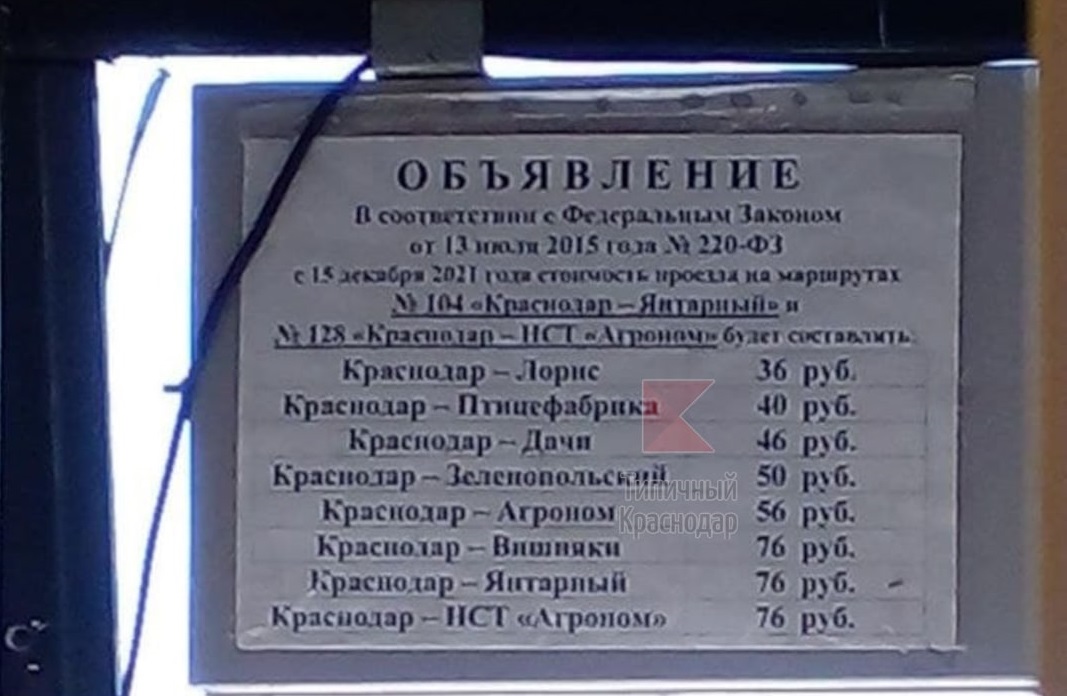 ОБЪЯВЛЕНИЕ
В соответствии с Федеральным Законом
от 13 июля 2015 года № 220-ФЗ
с 15 декабря 2021 года стоимость проезда на маршрутах
№ 104 «Краснодар – Янтарный» и
№ 128 «Краснодар – НСТ «Агроном» будет составлять:
Краснодар – Лорис 36 руб.
Краснодар – Птицефабрика 40 руб.
Краснодар – Дачи 46 руб.
Краснодар – Зеленопольский 50 руб.
Краснодар – Агроном 56 руб.
Краснодар – Вишняки 76 руб.
Краснодар – Янтарный 76 руб.
Краснодар – НСТ «Агроном» 76 руб.
Типичный
Краснодар